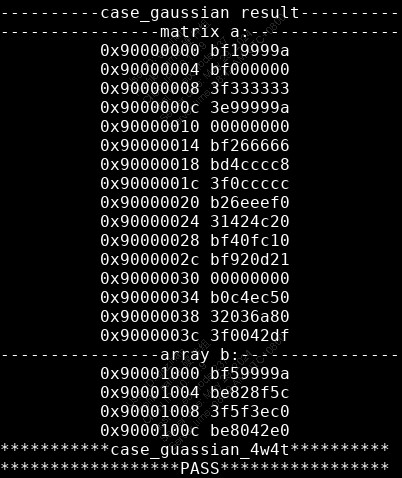 ----------case_gaussian result----------
----------------matrix a:---------------
0x90000000 bf19999a
0x90000004 bf000000
0x90000008 3f333333
0x9000000c 3e99999a
0x90000010 00000000
0x90000014 bf266666
0x90000018 bd4cccc8
0x9000001c 3f0ccccc
0x90000020 b26eeef0
0x90000024 31424c20
0x90000028 bf40fc10
0x9000002c bf920d21
0x90000030 00000000
0x90000034 b0c4ec50
0x90000038 32036a80
0x9000003c 3f0042df
----------------array b:----------------
0x90001000 bf59999a
0x90001004 be828f5c
0x90001008 3f5f3ec0
0x9000100c be8042e0
***********case_guassian_4w4t**********
******************PASS*****************